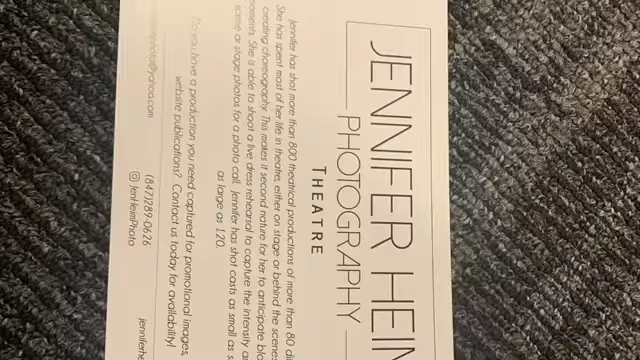 JENNIFER HEIM
PHOTOGRAPHY
THEATRE
Jennifer has shot more than 800 theatrical productions of more than 80
She has spent most of her life in theatre, either on stage or behind the scenes
creating choreography. This makes it second nature for her to anticipate
She is able to shoot a live dress rehearsal to capture the intensity
scene or stage photos for a photo call. Jennifer has shot casts as small as
as large as 120.
Do you have a production you need captured for promotional images,
website publications? Contact us today for availability!
@yahoo.com (847)289-0626
JenHeimPhoto